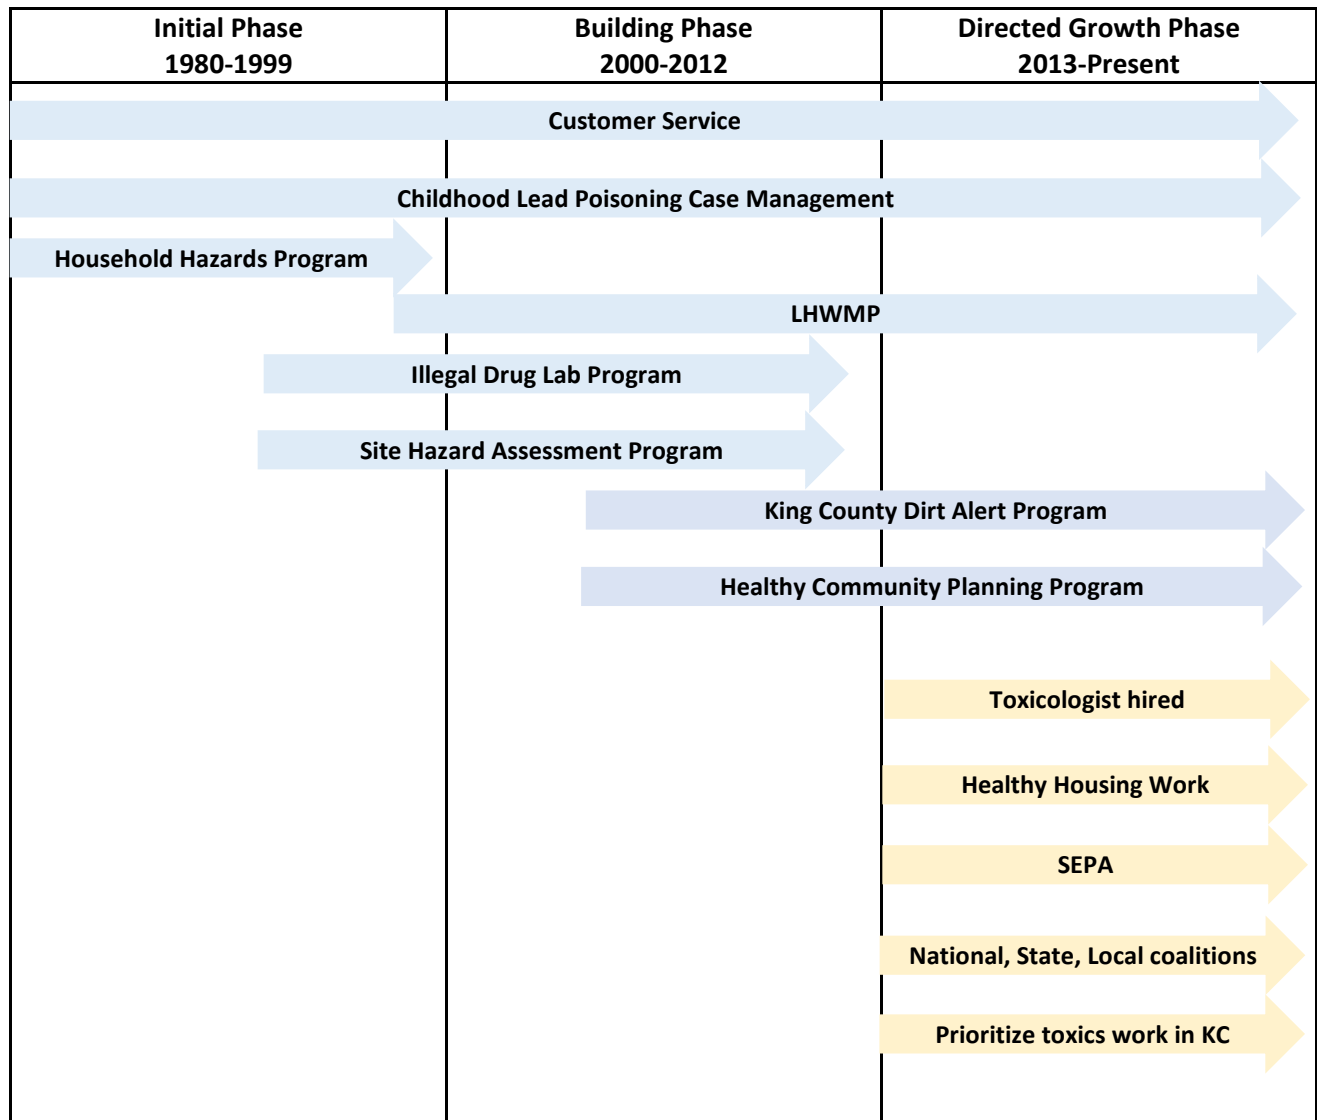 Initial Phase
1980-1999
Building Phase
2000-2012
Directed Growth Phase
2013-Present
Customer Service
Childhood Lead Poisoning Case Management
Household Hazards Program
LHWMP
Illegal Drug Lab Program
Site Hazard Assessment Program
King County Dirt Alert Program
Healthy Community Planning Program
Toxicologist hired
Healthy Housing Work
SEPA
National, State, Local coalitions
Prioritize toxics work in KC